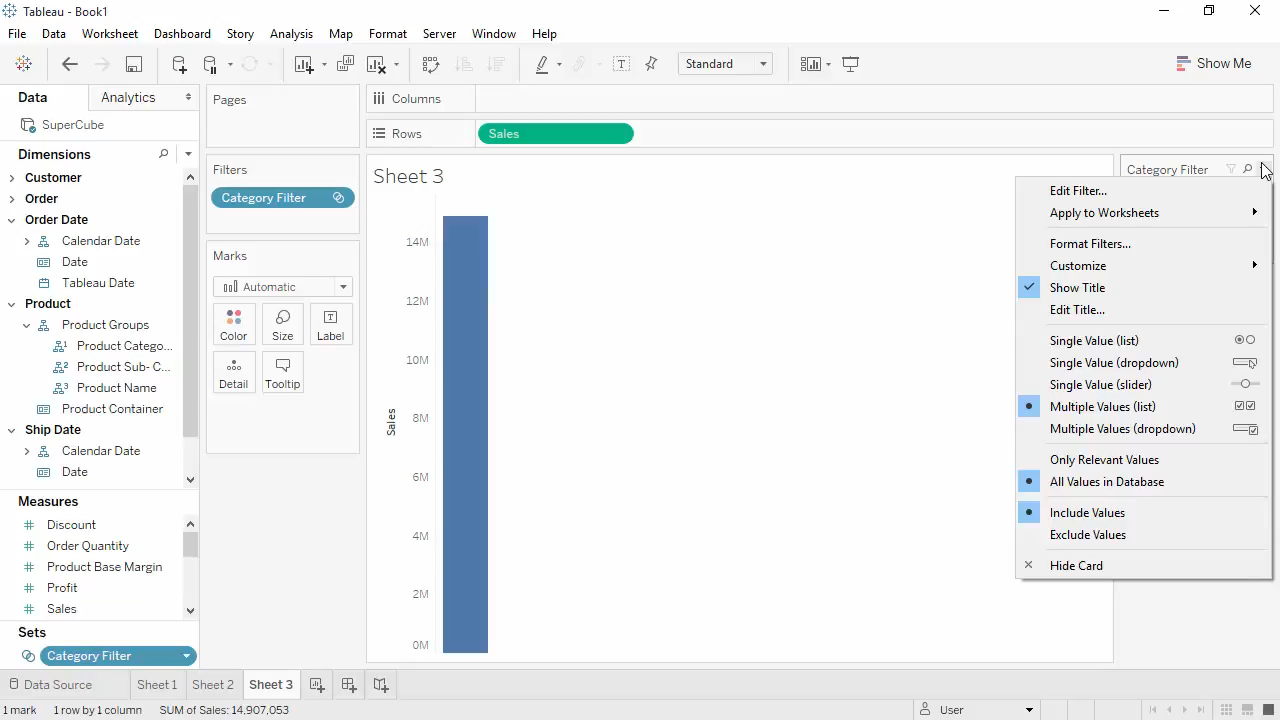 Tableau - Book1
File Data Worksheet Dashboard Story Analysis Map Format Server Window Help
Standard
Show Me
Data Analytics
SuperCube
Dimensions
Customer
Order
Order Date
Calendar Date
Date
Tableau Date
Product
Product Groups
Product Catego...
Product Sub- C...
Product Name
Product Container
Ship Date
Calendar Date
Date
Measures
Discount
Order Quantity
Product Base Margin
Profit
Sales
Sets
Category Filter
Pages
Filters
Category Filter
Marks
Automatic
Color Size Label
Detail Tooltip
Columns
Rows Sales
Sheet 3
14M
12M
10M
8M
6M
4M
2M
0M
Sales
Category Filter
Edit Filter...
Apply to Worksheets
Format Filters...
Customize
Show Title
Edit Title...
Single Value (list)
Single Value (dropdown)
Single Value (slider)
Multiple Values (list)
Multiple Values (dropdown)
Only Relevant Values
All Values in Database
Include Values
Exclude Values
Hide Card
Data Source Sheet 1 Sheet 2 Sheet 3
1 mark 1 row by 1 column SUM of Sales: 14,907,053 User